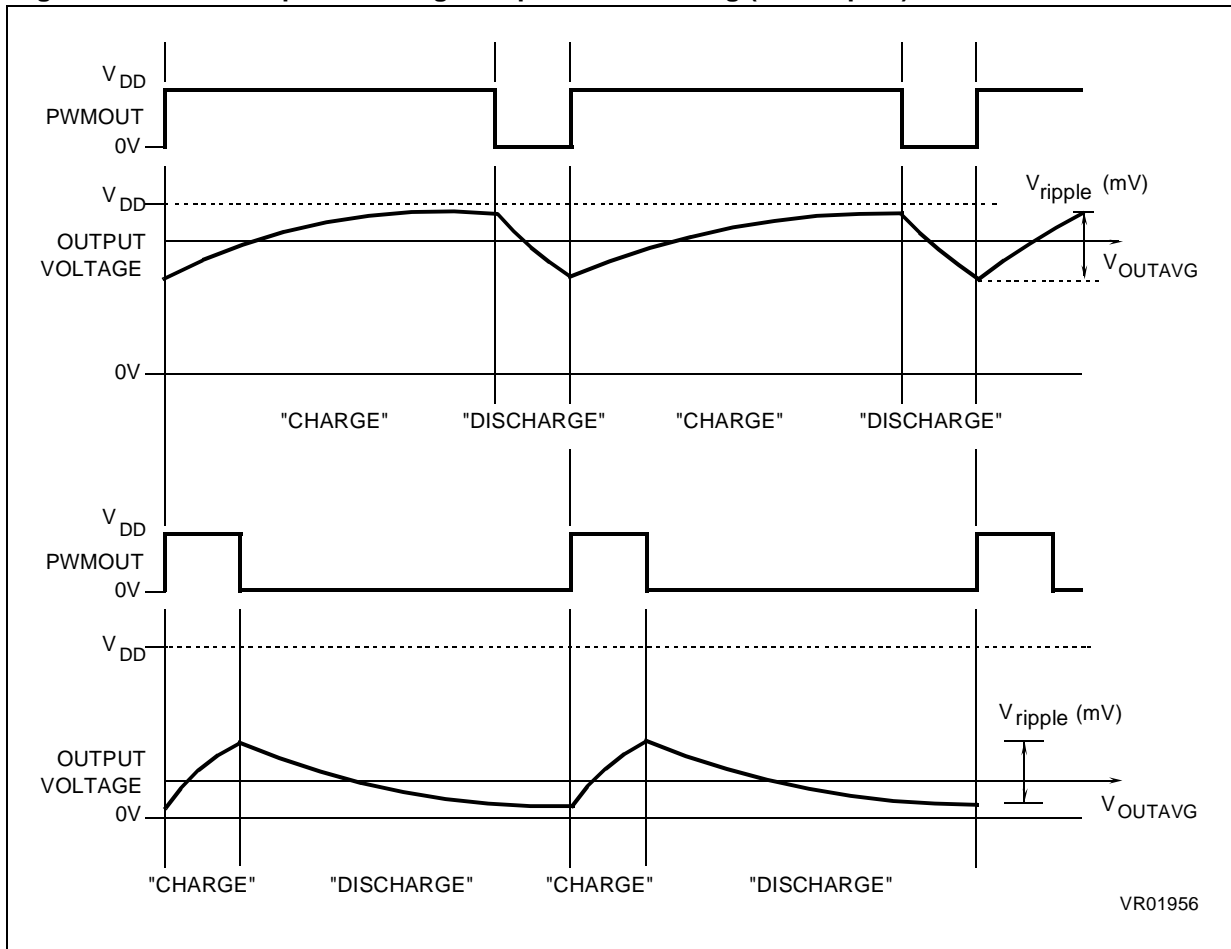 V DD
PWMOUT
0V
V DD
V ripple (mV)
OUTPUT
VOLTAGE
V OUTAVG
0V
"CHARGE" "DISCHARGE" "CHARGE" "DISCHARGE"
V DD
PWMOUT
0V
V DD
V ripple (mV)
OUTPUT
VOLTAGE
0V
V OUTAVG
"CHARGE" "DISCHARGE" "CHARGE" "DISCHARGE"
VR01956